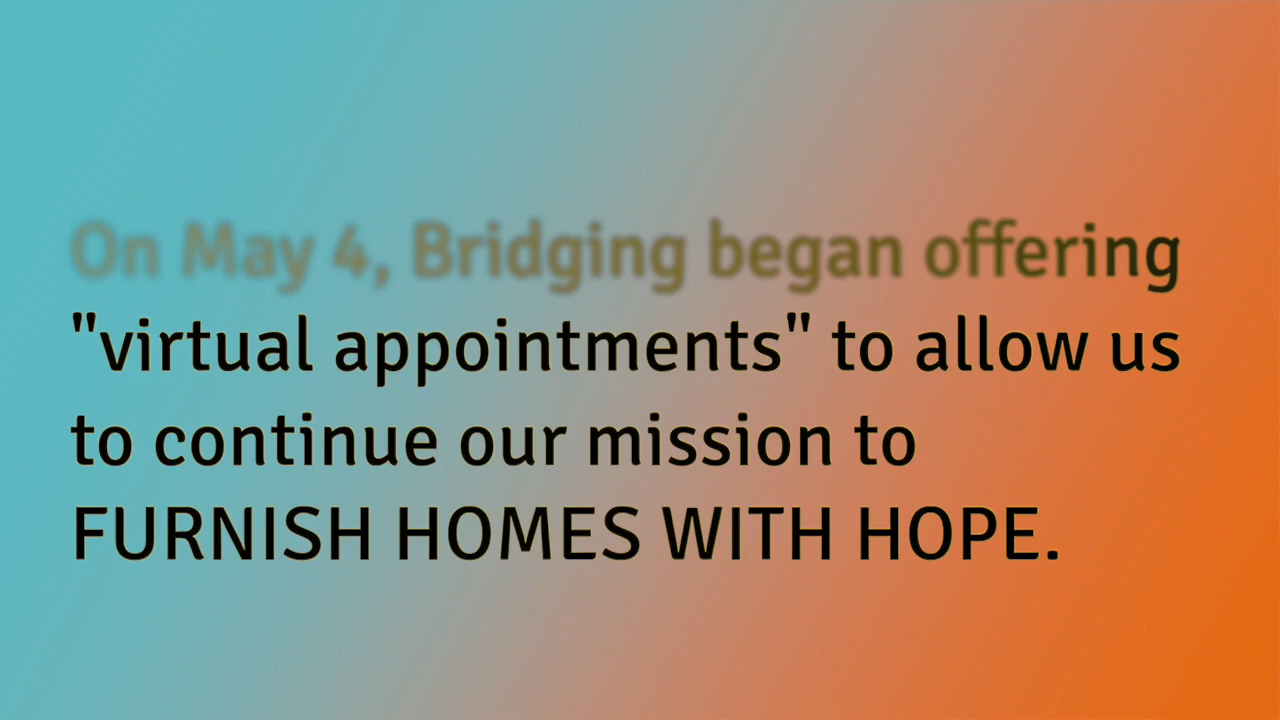 On May 4, Bridging began offering
"virtual appointments" to allow us
to continue our mission to
FURNISH HOMES WITH HOPE.